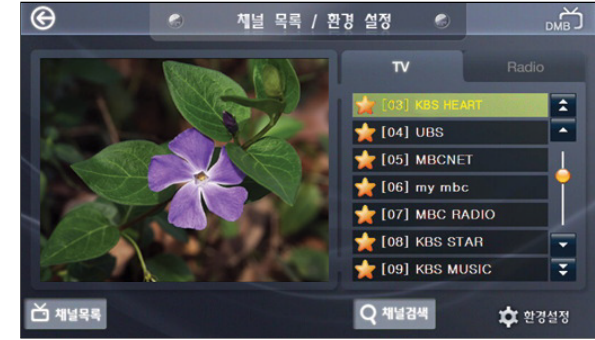 채널 목록 / 환경 설정
DMB
TV
Radio
[03] KBS HEART
[04] UBS
[05] MBCNET
[06] my mbc
[07] MBC RADIO
[08] KBS STAR
[09] KBS MUSIC
채널목록
채널검색
환경설정